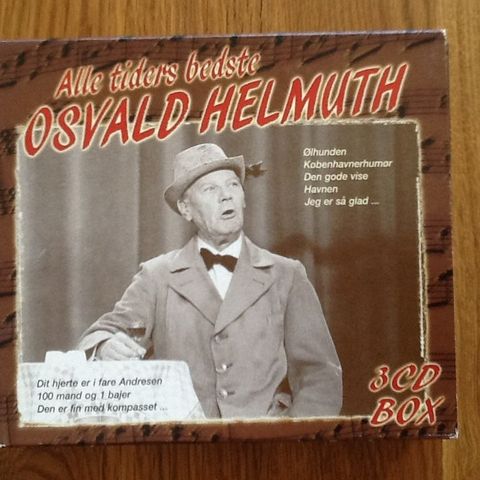 Alle tiders bedste
OSVALD HELMUTH
Ølhunden
Københavnerhumør
Den gode vise
Havnen
Jeg er så glad ...
Dit hjerte er i fare Andresen
100 mand og 1 bajer
Den er fin med kompasset ...
3 CD
BOX